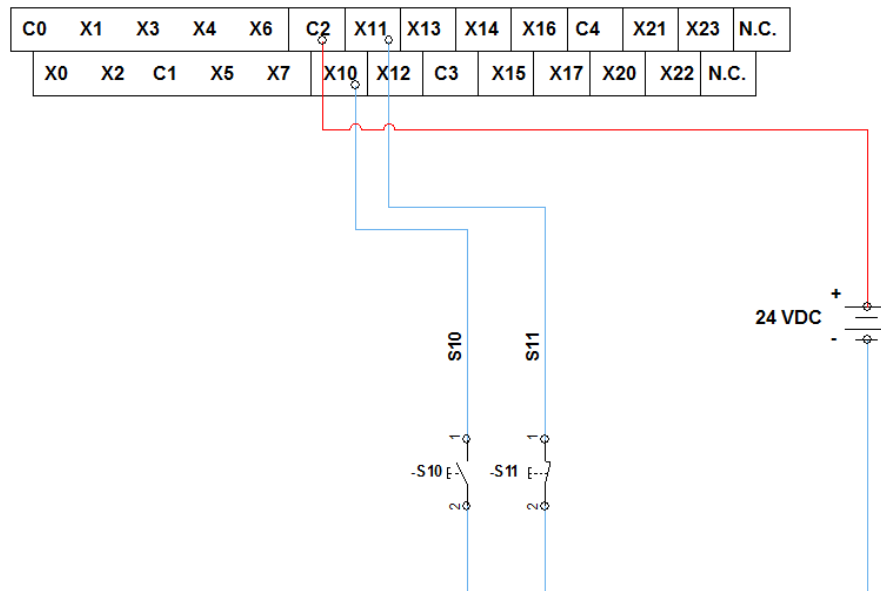 C0 X1 X3 X4 X6 C2 X11 X13 X14 X16 C4 X21 X23 N.C.
X0 X2 C1 X5 X7 X10 X12 C3 X15 X17 X20 X22 N.C.
+
24 VDC
-
S10 S11
1 1
-S10 -S11
2 2